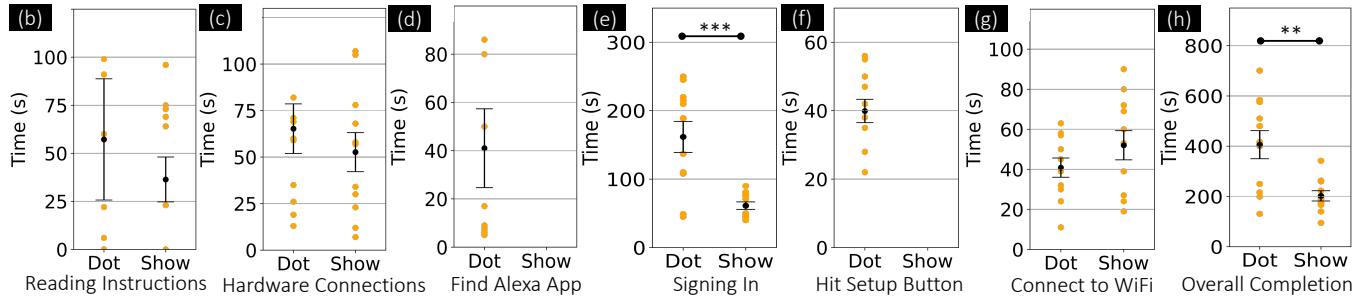 (b)
Time (s)
100
75
50
25
0
Dot Show
Reading Instructions
(c)
Time (s)
100
75
50
25
0
Dot Show
Hardware Connections
(d)
Time (s)
80
60
40
20
0
Dot Show
Find Alexa App
(e)
Time (s)
300
200
100
0
***
Dot Show
Signing In
(f)
Time (s)
60
40
20
0
Dot Show
Hit Setup Button
(g)
Time (s)
100
80
60
40
20
0
Dot Show
Connect to WiFi
(h)
Time (s)
800
600
400
200
0
**
Dot Show
Overall Completion